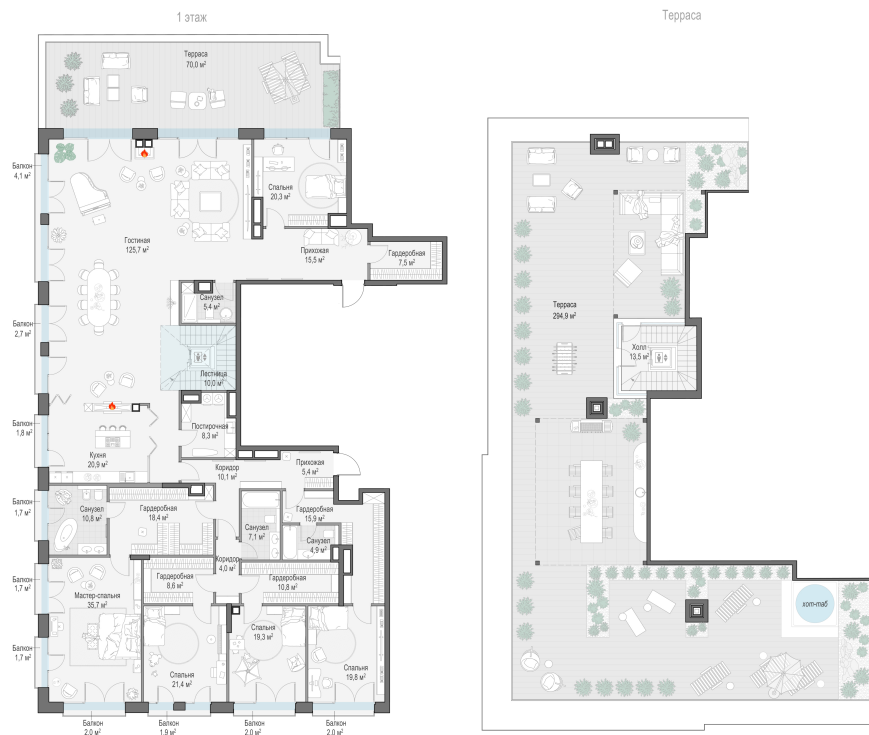 1 этаж
Терраса
Терраса
70,0 м²
Балкон
4,1 м²
Спальня
20,3 м²
Гостиная
125,7 м²
Прихожая
15,5 м²
Гардеробная
7,5 м²
Санузел
5,4 м²
Балкон
2,7 м²
Лестница
10,0 м²
Балкон
1,8 м²
Постирочная
8,3 м²
Кухня
20,9 м²
Коридор
10,1 м²
Прихожая
5,4 м²
Балкон
1,7 м²
Санузел
10,8 м²
Гардеробная
18,4 м²
Санузел
7,1 м²
Гардеробная
15,9 м²
Санузел
4,9 м²
Коридор
4,0 м²
Балкон
1,7 м²
Гардеробная
8,6 м²
Гардеробная
10,8 м²
Мастер-спальня
35,7 м²
Балкон
1,7 м²
Спальня
19,3 м²
Спальня
21,4 м²
Спальня
19,8 м²
Балкон
2,0 м²
Балкон
1,9 м²
Балкон
2,0 м²
Балкон
2,0 м²
Терраса
294,9 м²
Холл
13,5 м²
хот-таб